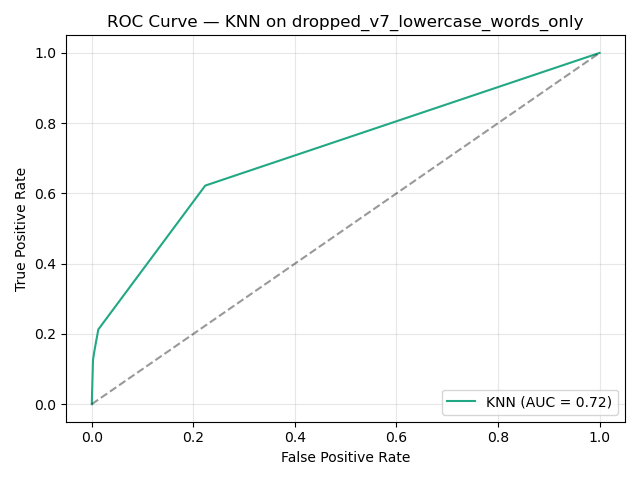 ROC Curve — KNN on dropped_v7_lowercase_words_only
True Positive Rate
1.0
0.8
0.6
0.4
0.2
0.0
0.0 0.2 0.4 0.6 0.8 1.0
False Positive Rate
KNN (AUC = 0.72)